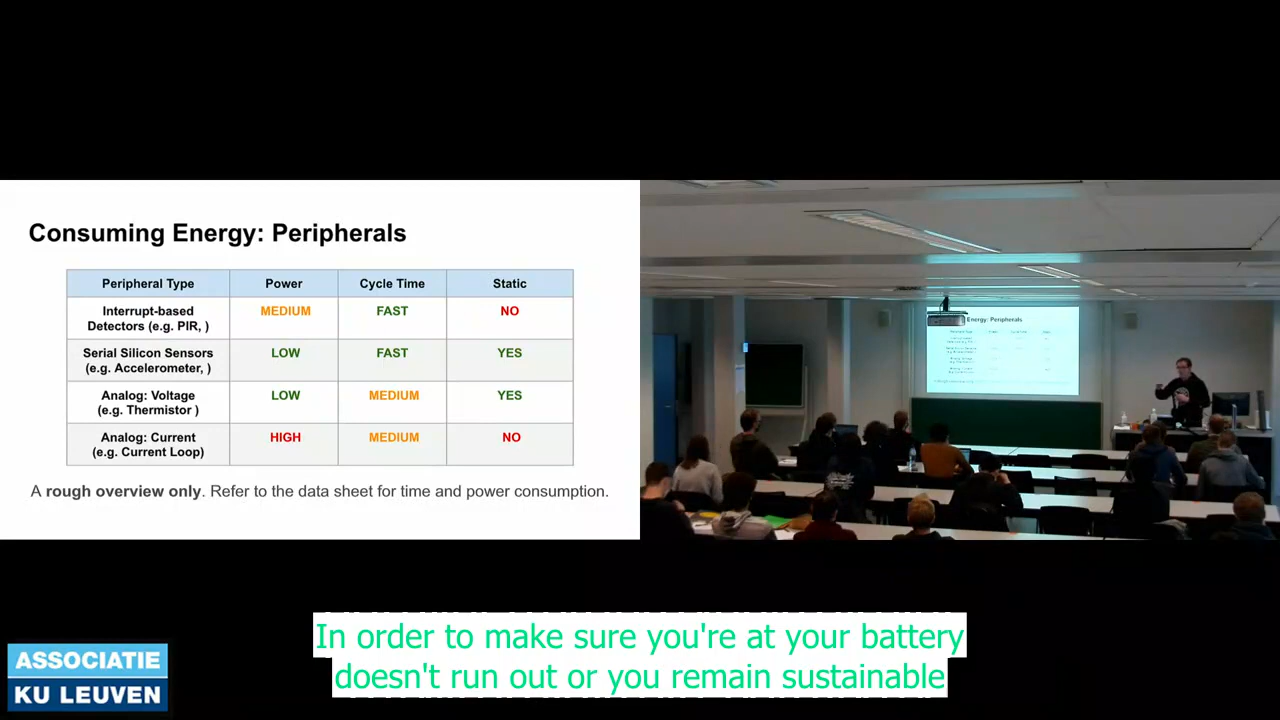 Consuming Energy: Peripherals
Peripheral Type Power Cycle Time Static
Interrupt-based
Detectors (e.g. PIR, ) MEDIUM FAST NO
Serial Silicon Sensors
(e.g. Accelerometer, ) LOW FAST YES
Analog: Voltage
(e.g. Thermistor ) LOW MEDIUM YES
Analog: Current
(e.g. Current Loop) HIGH MEDIUM NO
A rough overview only. Refer to the data sheet for time and power consumption.
Energy: Peripherals
In order to make sure you're at your battery
doesn't run out or you remain sustainable
ASSOCIATIE
KU LEUVEN